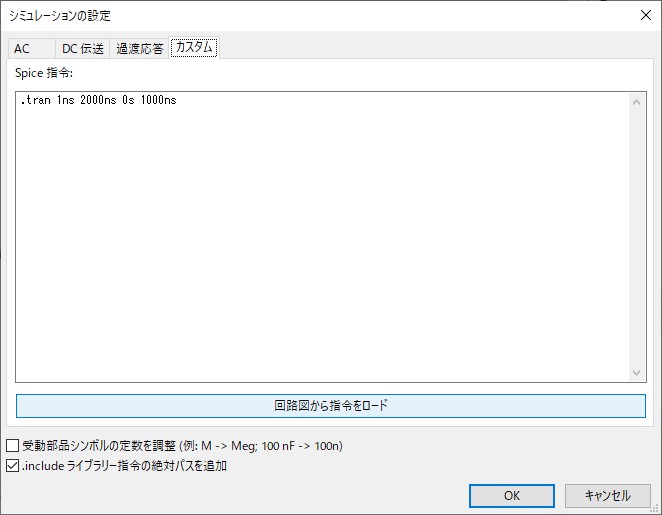 シミュレーションの設定
AC DC 伝送 過渡応答 カスタム
Spice 指令:
.tran 1ns 2000ns 0s 1000ns
回路図から指令をロード
受動部品シンボルの定数を調整 (例: M -> Meg; 100 nF -> 100n)
.include ライブラリー指令の絶対パスを追加
OK キャンセル